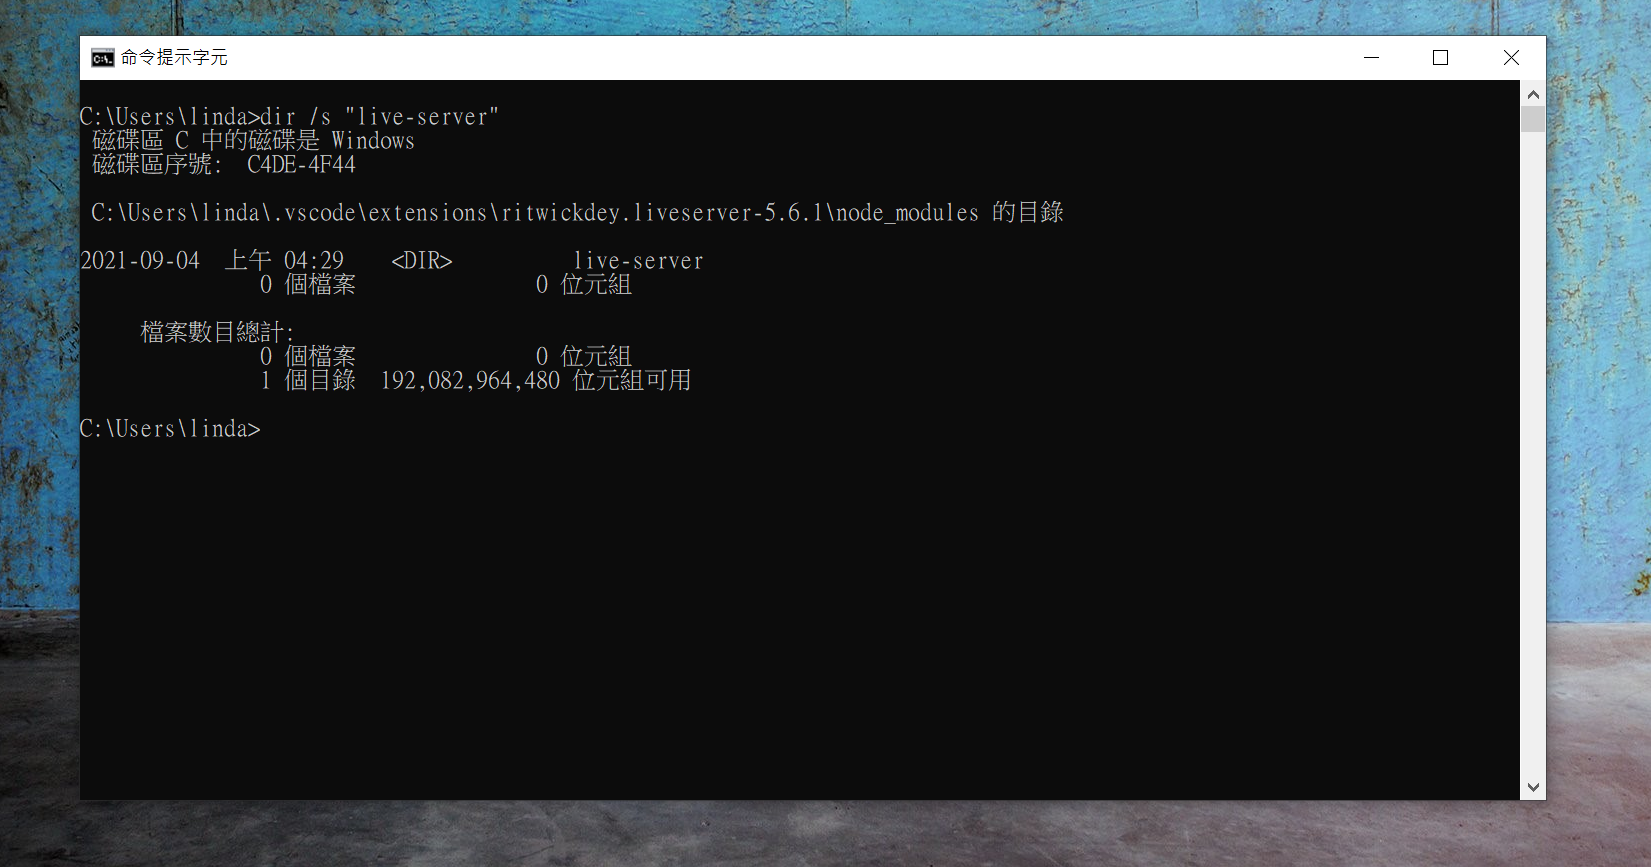 命令提示字元
C:\Users\linda>dir /s "live-server"
磁碟區 C 中的磁碟是 Windows
磁碟區序號:  C4DE-4F44
C:\Users\linda\.vscode\extensions\ritwickdey.liveserver-5.6.1\node_modules 的目錄
2021-09-04  上午 04:29    <DIR>          live-server
0 個檔案               0 位元組
檔案數目總計:
0 個檔案               0 位元組
1 個目錄  192,082,964,480 位元組可用
C:\Users\linda>